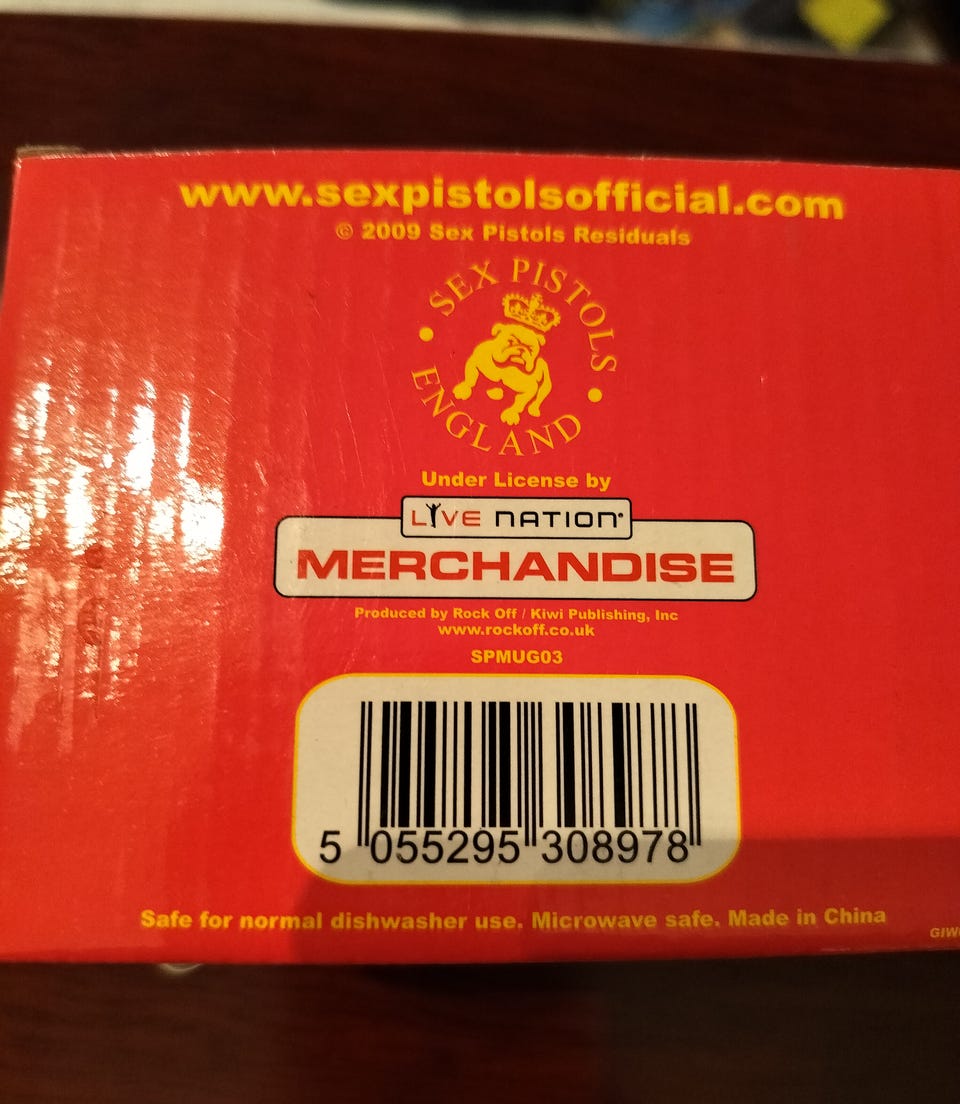 www.sexpistolsofficial.com
© 2009 Sex Pistols Residuals
SEX PISTOLS
ENGLAND
Under License by
LIVE NATION
MERCHANDISE
Produced by Rock Off / Kiwi Publishing, Inc
www.rockoff.co.uk
SPMUG03
5 055295 308978
Safe for normal dishwasher use. Microwave safe. Made in China